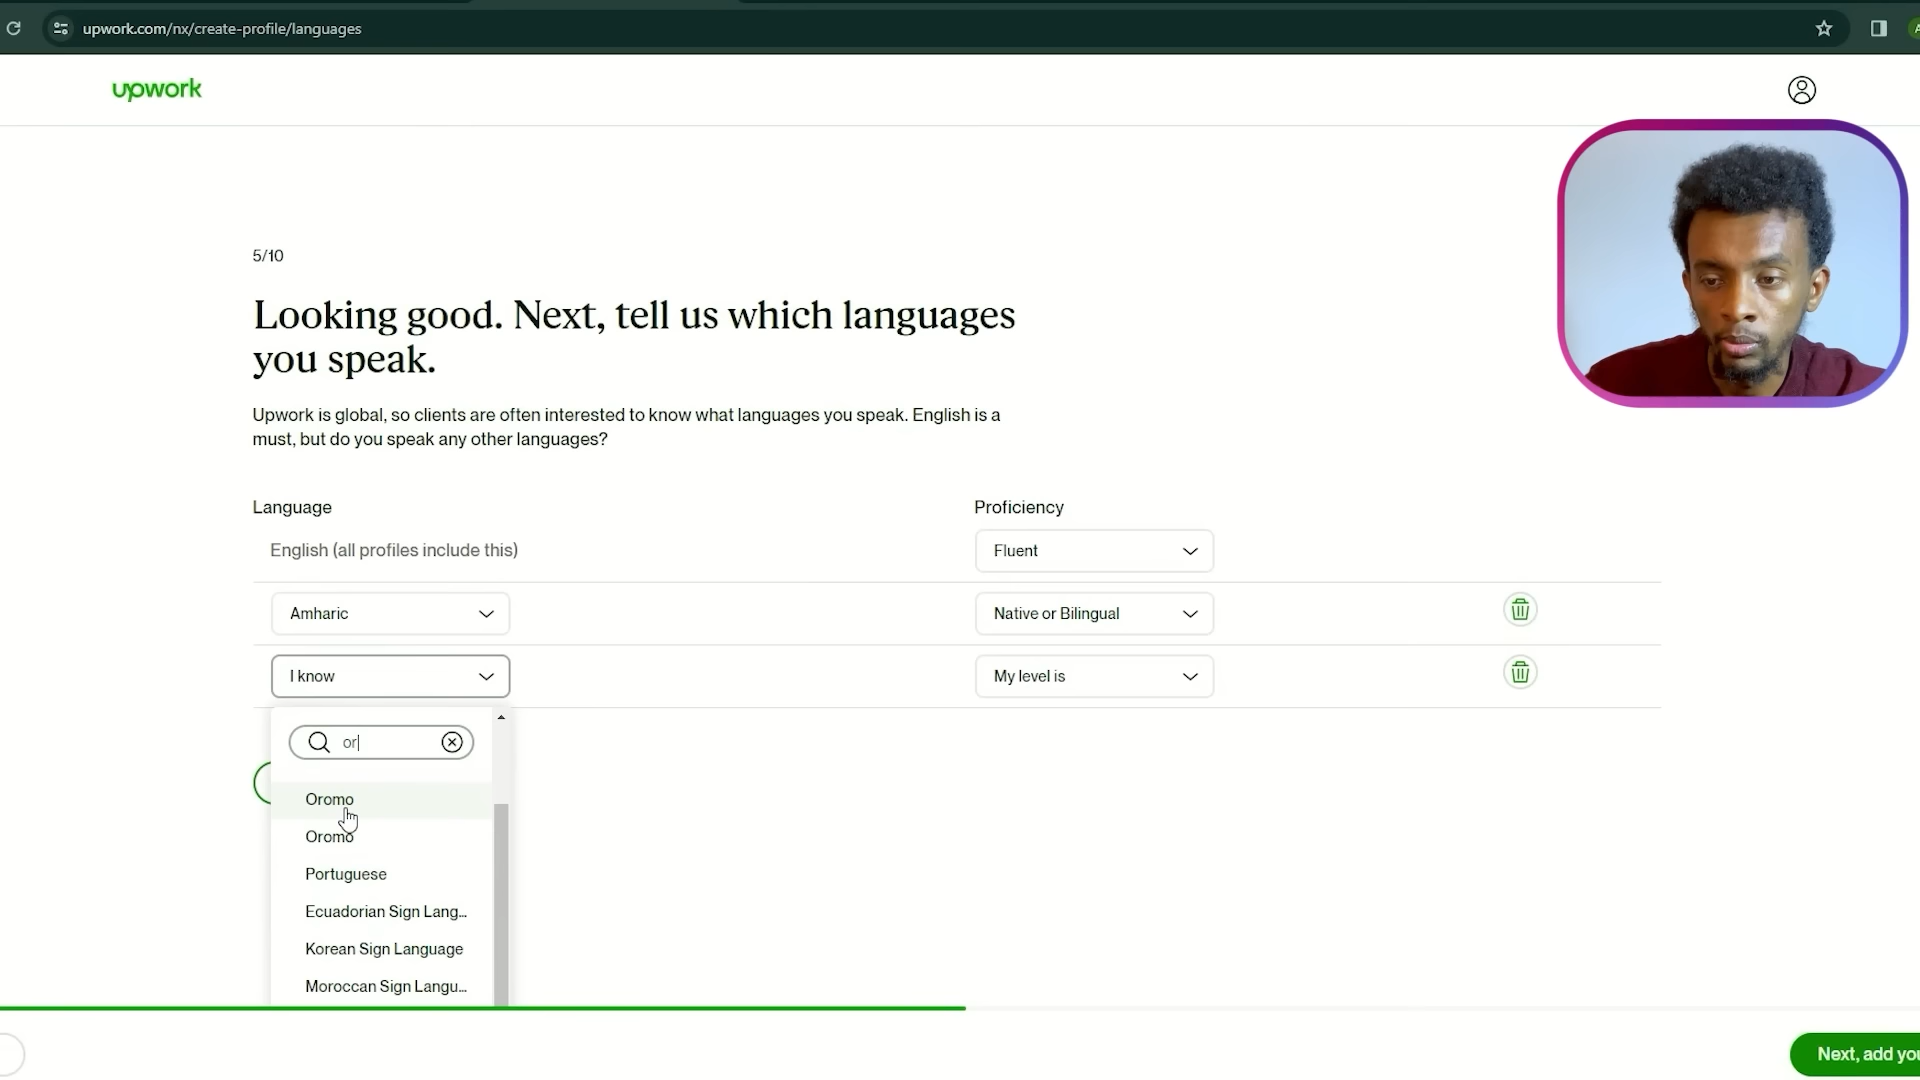 upwork.com/nx/create-profile/languages
upwork
5/10
Looking good. Next, tell us which languages
you speak.
Upwork is global, so clients are often interested to know what languages you speak. English is a
must, but do you speak any other languages?
Language Proficiency
English (all profiles include this) Fluent
Amharic Native or Bilingual
I know My level is
or
Oromo
Oromo
Portuguese
Ecuadorian Sign Lang...
Korean Sign Language
Moroccan Sign Langu...
Next, add you